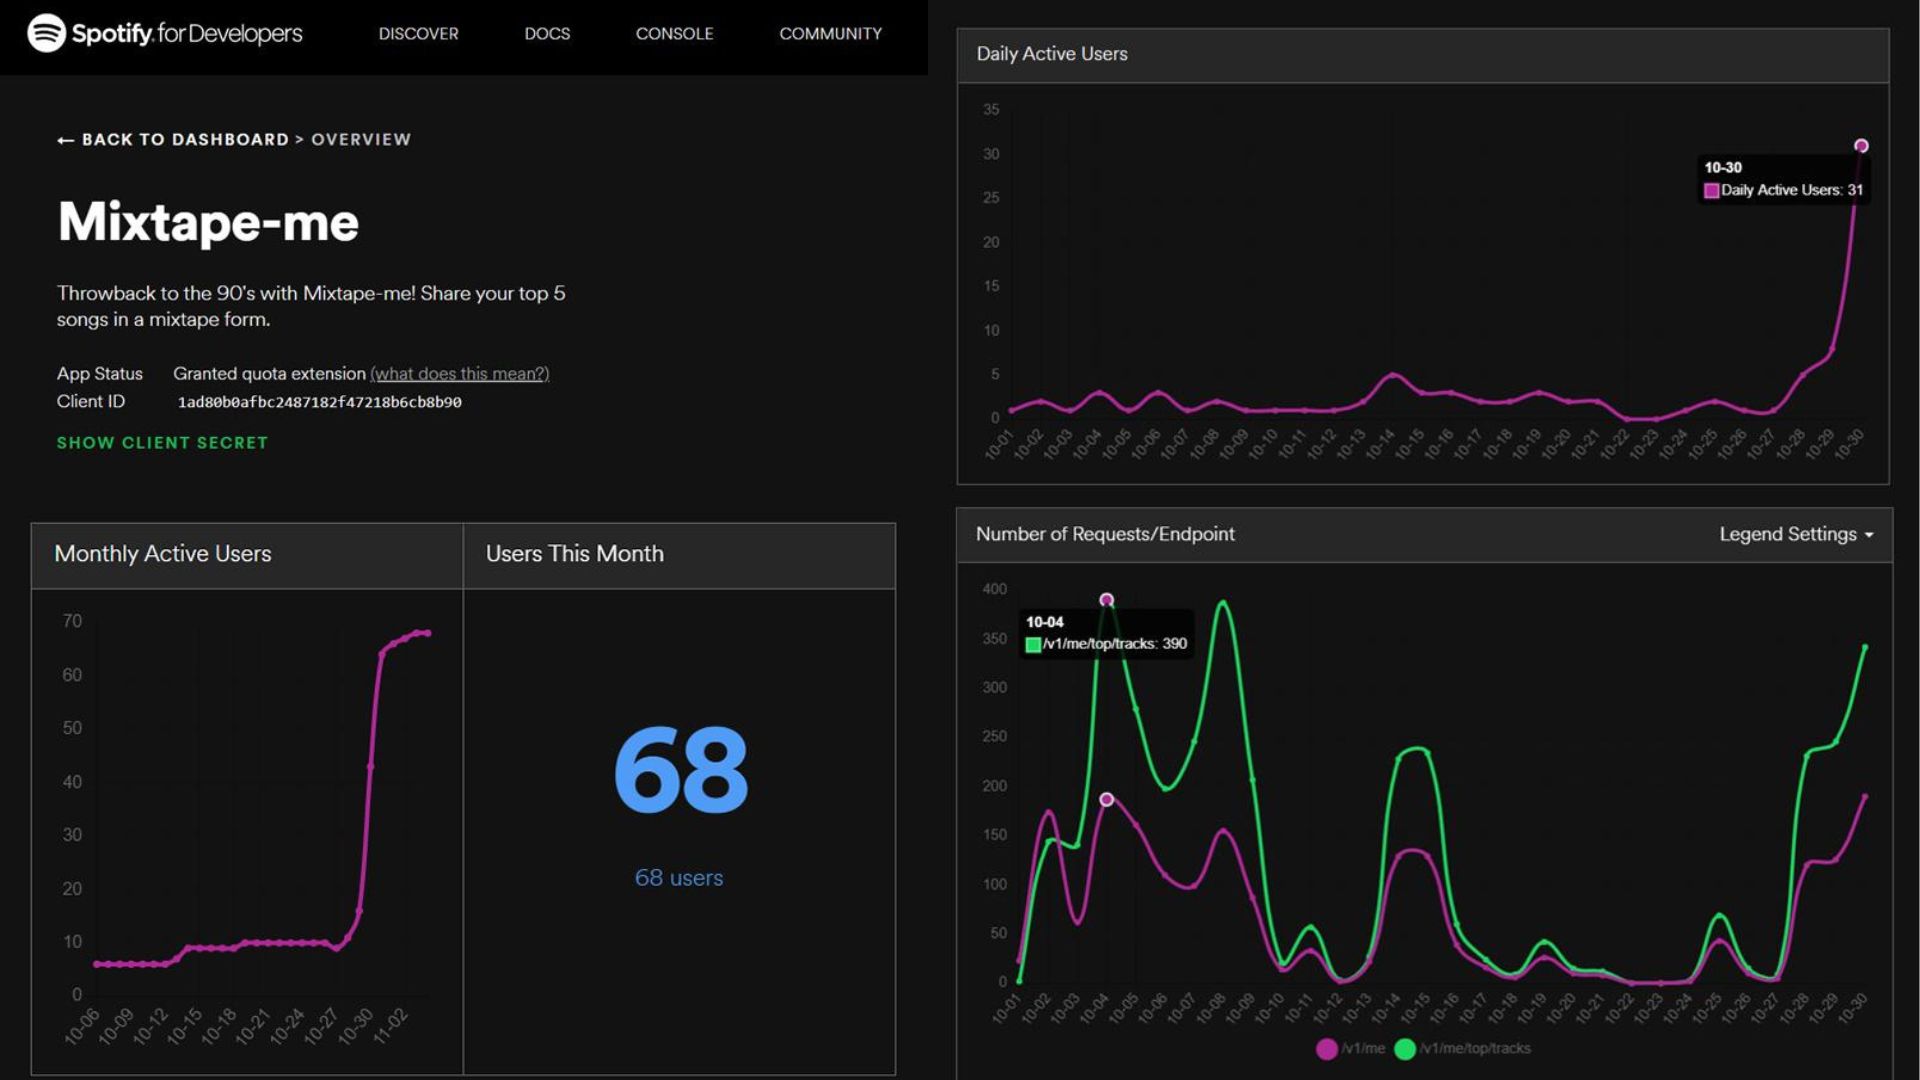 Spotify for Developers
DISCOVER
DOCS
CONSOLE
COMMUNITY
← BACK TO DASHBOARD > OVERVIEW
Mixtape-me
Throwback to the 90's with Mixtape-me! Share your top 5
songs in a mixtape form.
App Status Granted quota extension (what does this mean?)
Client ID 1ad80b0afbc2487182f47218b6cb8b90
SHOW CLIENT SECRET
Monthly Active Users
70
60
50
40
30
20
10
0
10-06 10-09 10-12 10-15 10-18 10-21 10-24 10-27 10-30 11-02
Users This Month
68
68 users
Daily Active Users
35
30
25
20
15
10
5
0
10-30
Daily Active Users: 31
10-01 10-02 10-03 10-04 10-05 10-06 10-07 10-08 10-09 10-10 10-11 10-12 10-13 10-14 10-15 10-16 10-17 10-18 10-19 10-20 10-21 10-22 10-23 10-24 10-25 10-26 10-27 10-28 10-29 10-30
Number of Requests/Endpoint
Legend Settings
400
350
300
250
200
150
100
50
0
10-04
/v1/me/top/tracks: 390
10-01 10-02 10-03 10-04 10-05 10-06 10-07 10-08 10-09 10-10 10-11 10-12 10-13 10-14 10-15 10-16 10-17 10-18 10-19 10-20 10-21 10-22 10-23 10-24 10-25 10-26 10-27 10-28 10-29 10-30
/v1/me /v1/me/top/tracks